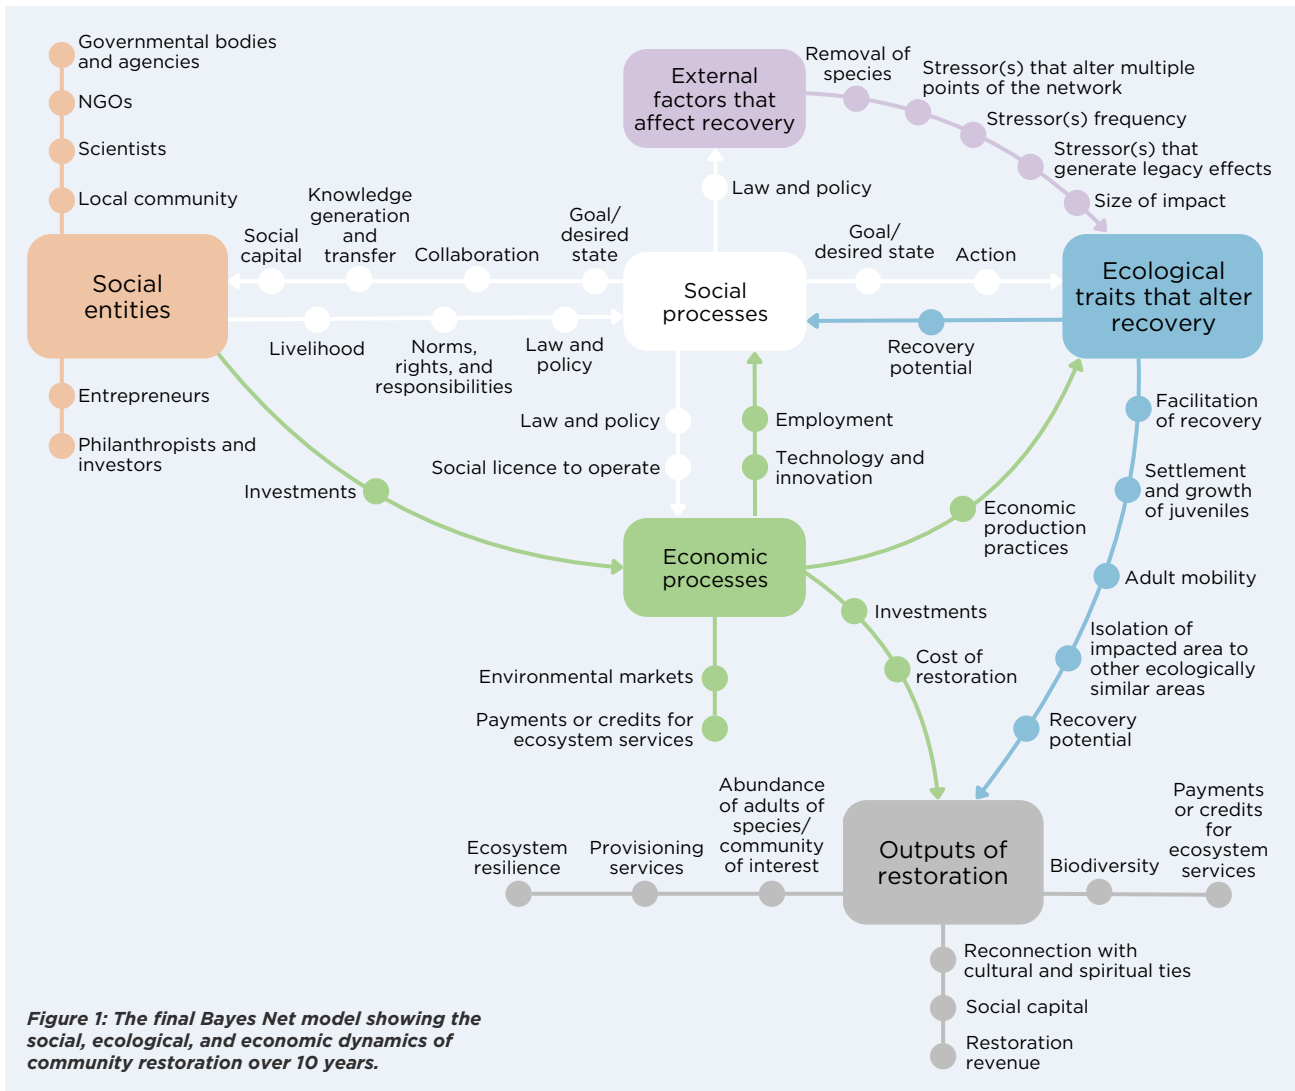 Governmental bodies
and agencies
NGOs
Scientists
Local community
Social
entities
Entrepreneurs
Philanthropists and
investors
External
factors that
affect recovery
Removal of
species
Stressor(s) that alter multiple
points of the network
Stressor(s) frequency
Stressor(s) that
generate legacy effects
Size of impact
Law and policy
Social
capital
Knowledge
generation
and
transfer
Collaboration
Goal/
desired
state
Social
processes
Goal/
desired state
Action
Ecological
traits that alter
recovery
Livelihood
Norms,
rights, and
responsibilities
Law and
policy
Recovery
potential
Law and policy
Social licence to operate
Employment
Technology and
innovation
Investments
Economic
processes
Economic
production
practices
Facilitation
of recovery
Settlement
and growth
of juveniles
Adult mobility
Isolation of
impacted area to
other ecologically
similar areas
Recovery
potential
Investments
Cost of
restoration
Environmental markets
Payments or credits for
ecosystem services
Ecosystem
resilience
Provisioning
services
Abundance
of adults of
species/
community
of interest
Outputs of
restoration
Biodiversity
Payments
or credits
for
ecosystem
services
Reconnection with
cultural and spiritual ties
Social capital
Restoration
revenue
Figure 1: The final Bayes Net model showing the
social, ecological, and economic dynamics of
community restoration over 10 years.